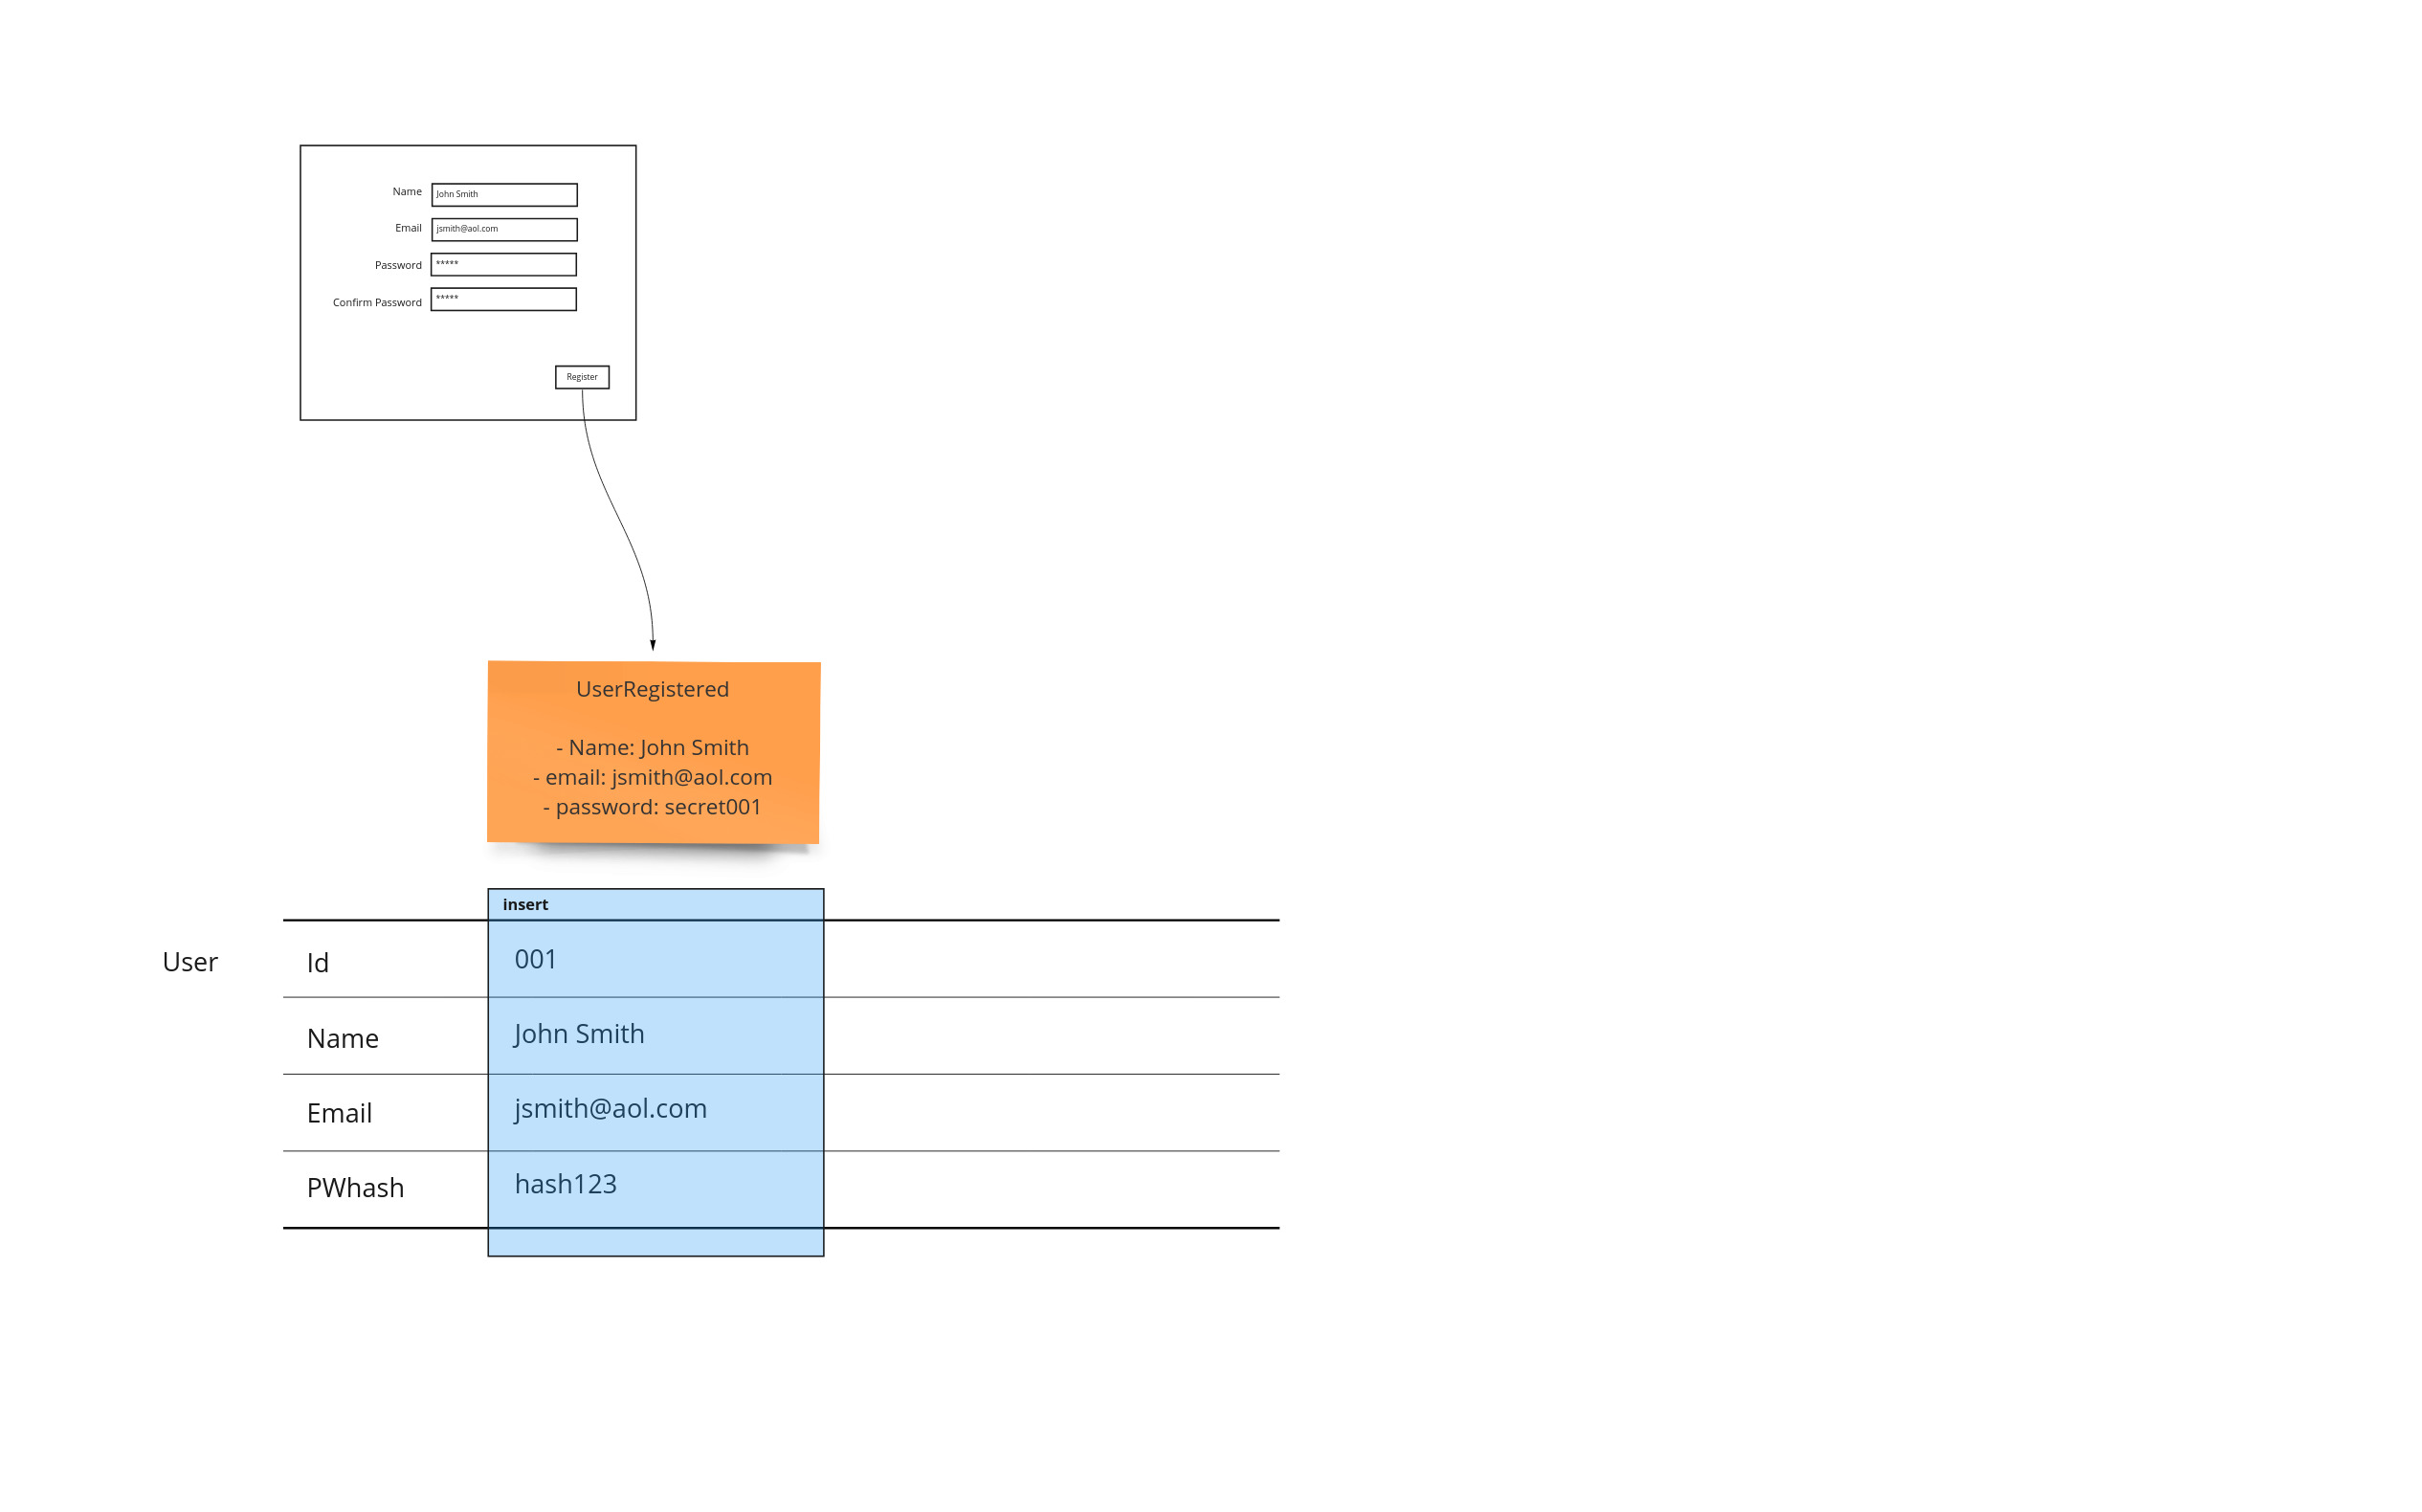 Name John Smith
Email jsmith@aol.com
Password *****
Confirm Password *****
Register
UserRegistered
- Name: John Smith
- email: jsmith@aol.com
- password: secret001
insert
User Id 001
Name John Smith
Email jsmith@aol.com
PWhash hash123